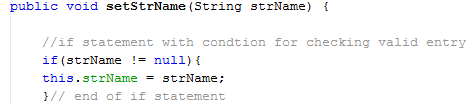 public void setStrName(String strName) {
//if statement with condtion for checking valid entry
if(strName != null){
this.strName = strName;
}// end of if statement